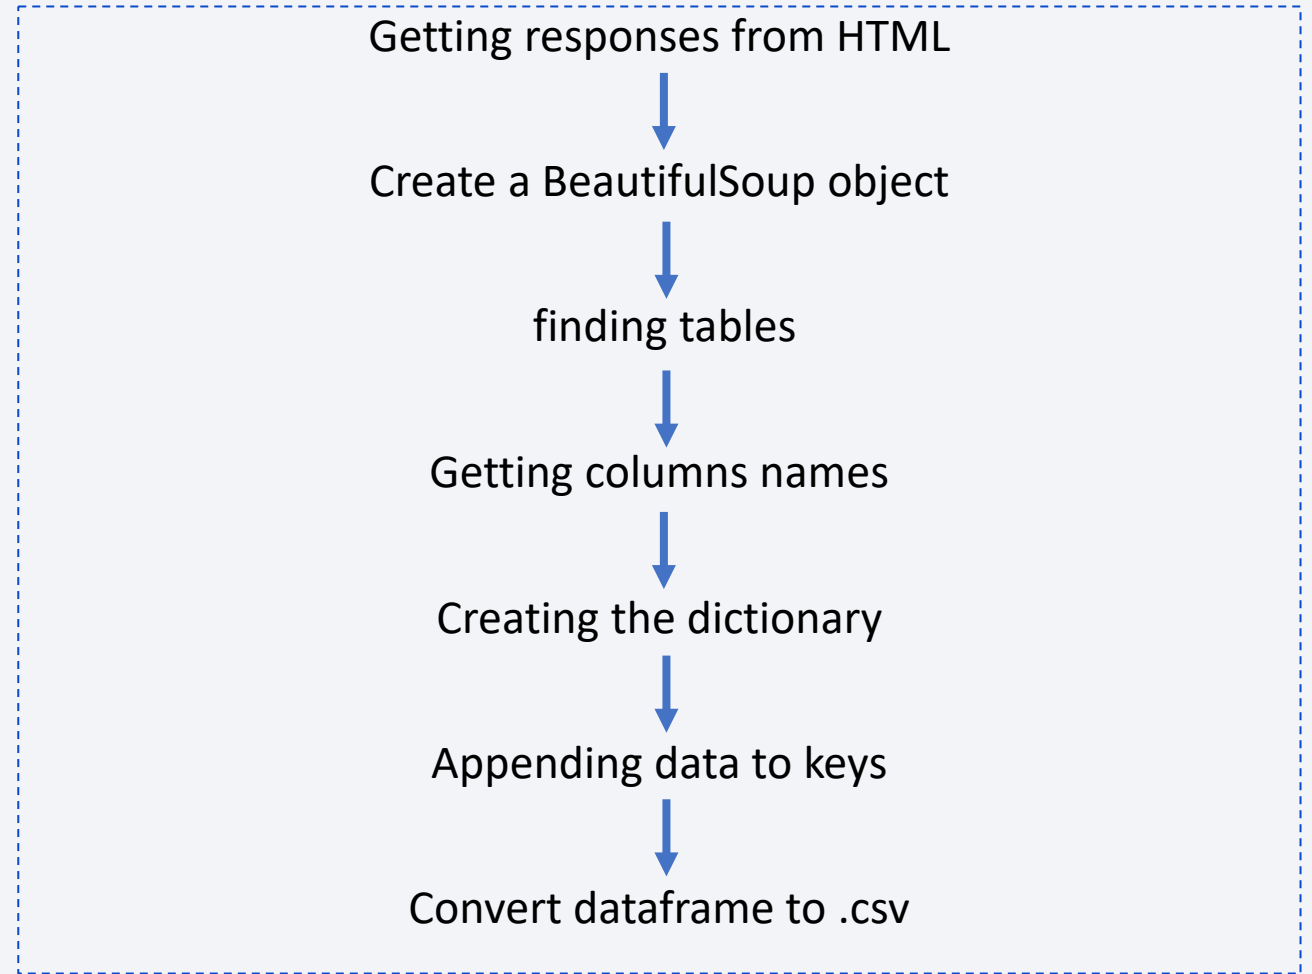 Getting responses from HTML
Create a BeautifulSoup object
finding tables
Getting columns names
Creating the dictionary
Appending data to keys
Convert dataframe to .csv